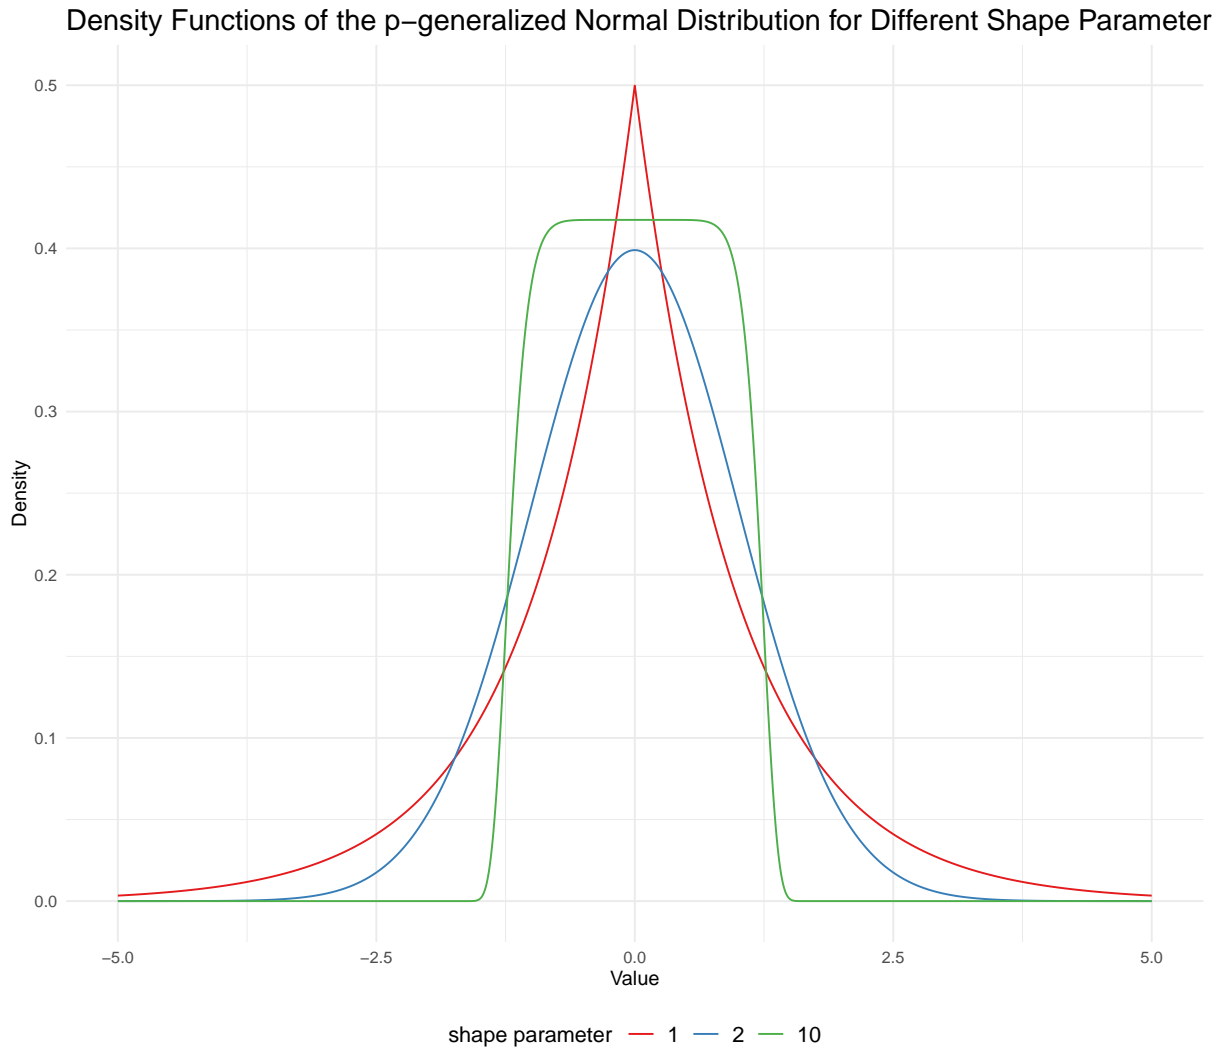 Density Functions of the p−generalized Normal Distribution for Different Shape Parameter
0.5
0.4
0.3
0.2
0.1
0.0
Density
−5.0 −2.5 0.0 2.5 5.0
Value
shape parameter 1 2 10